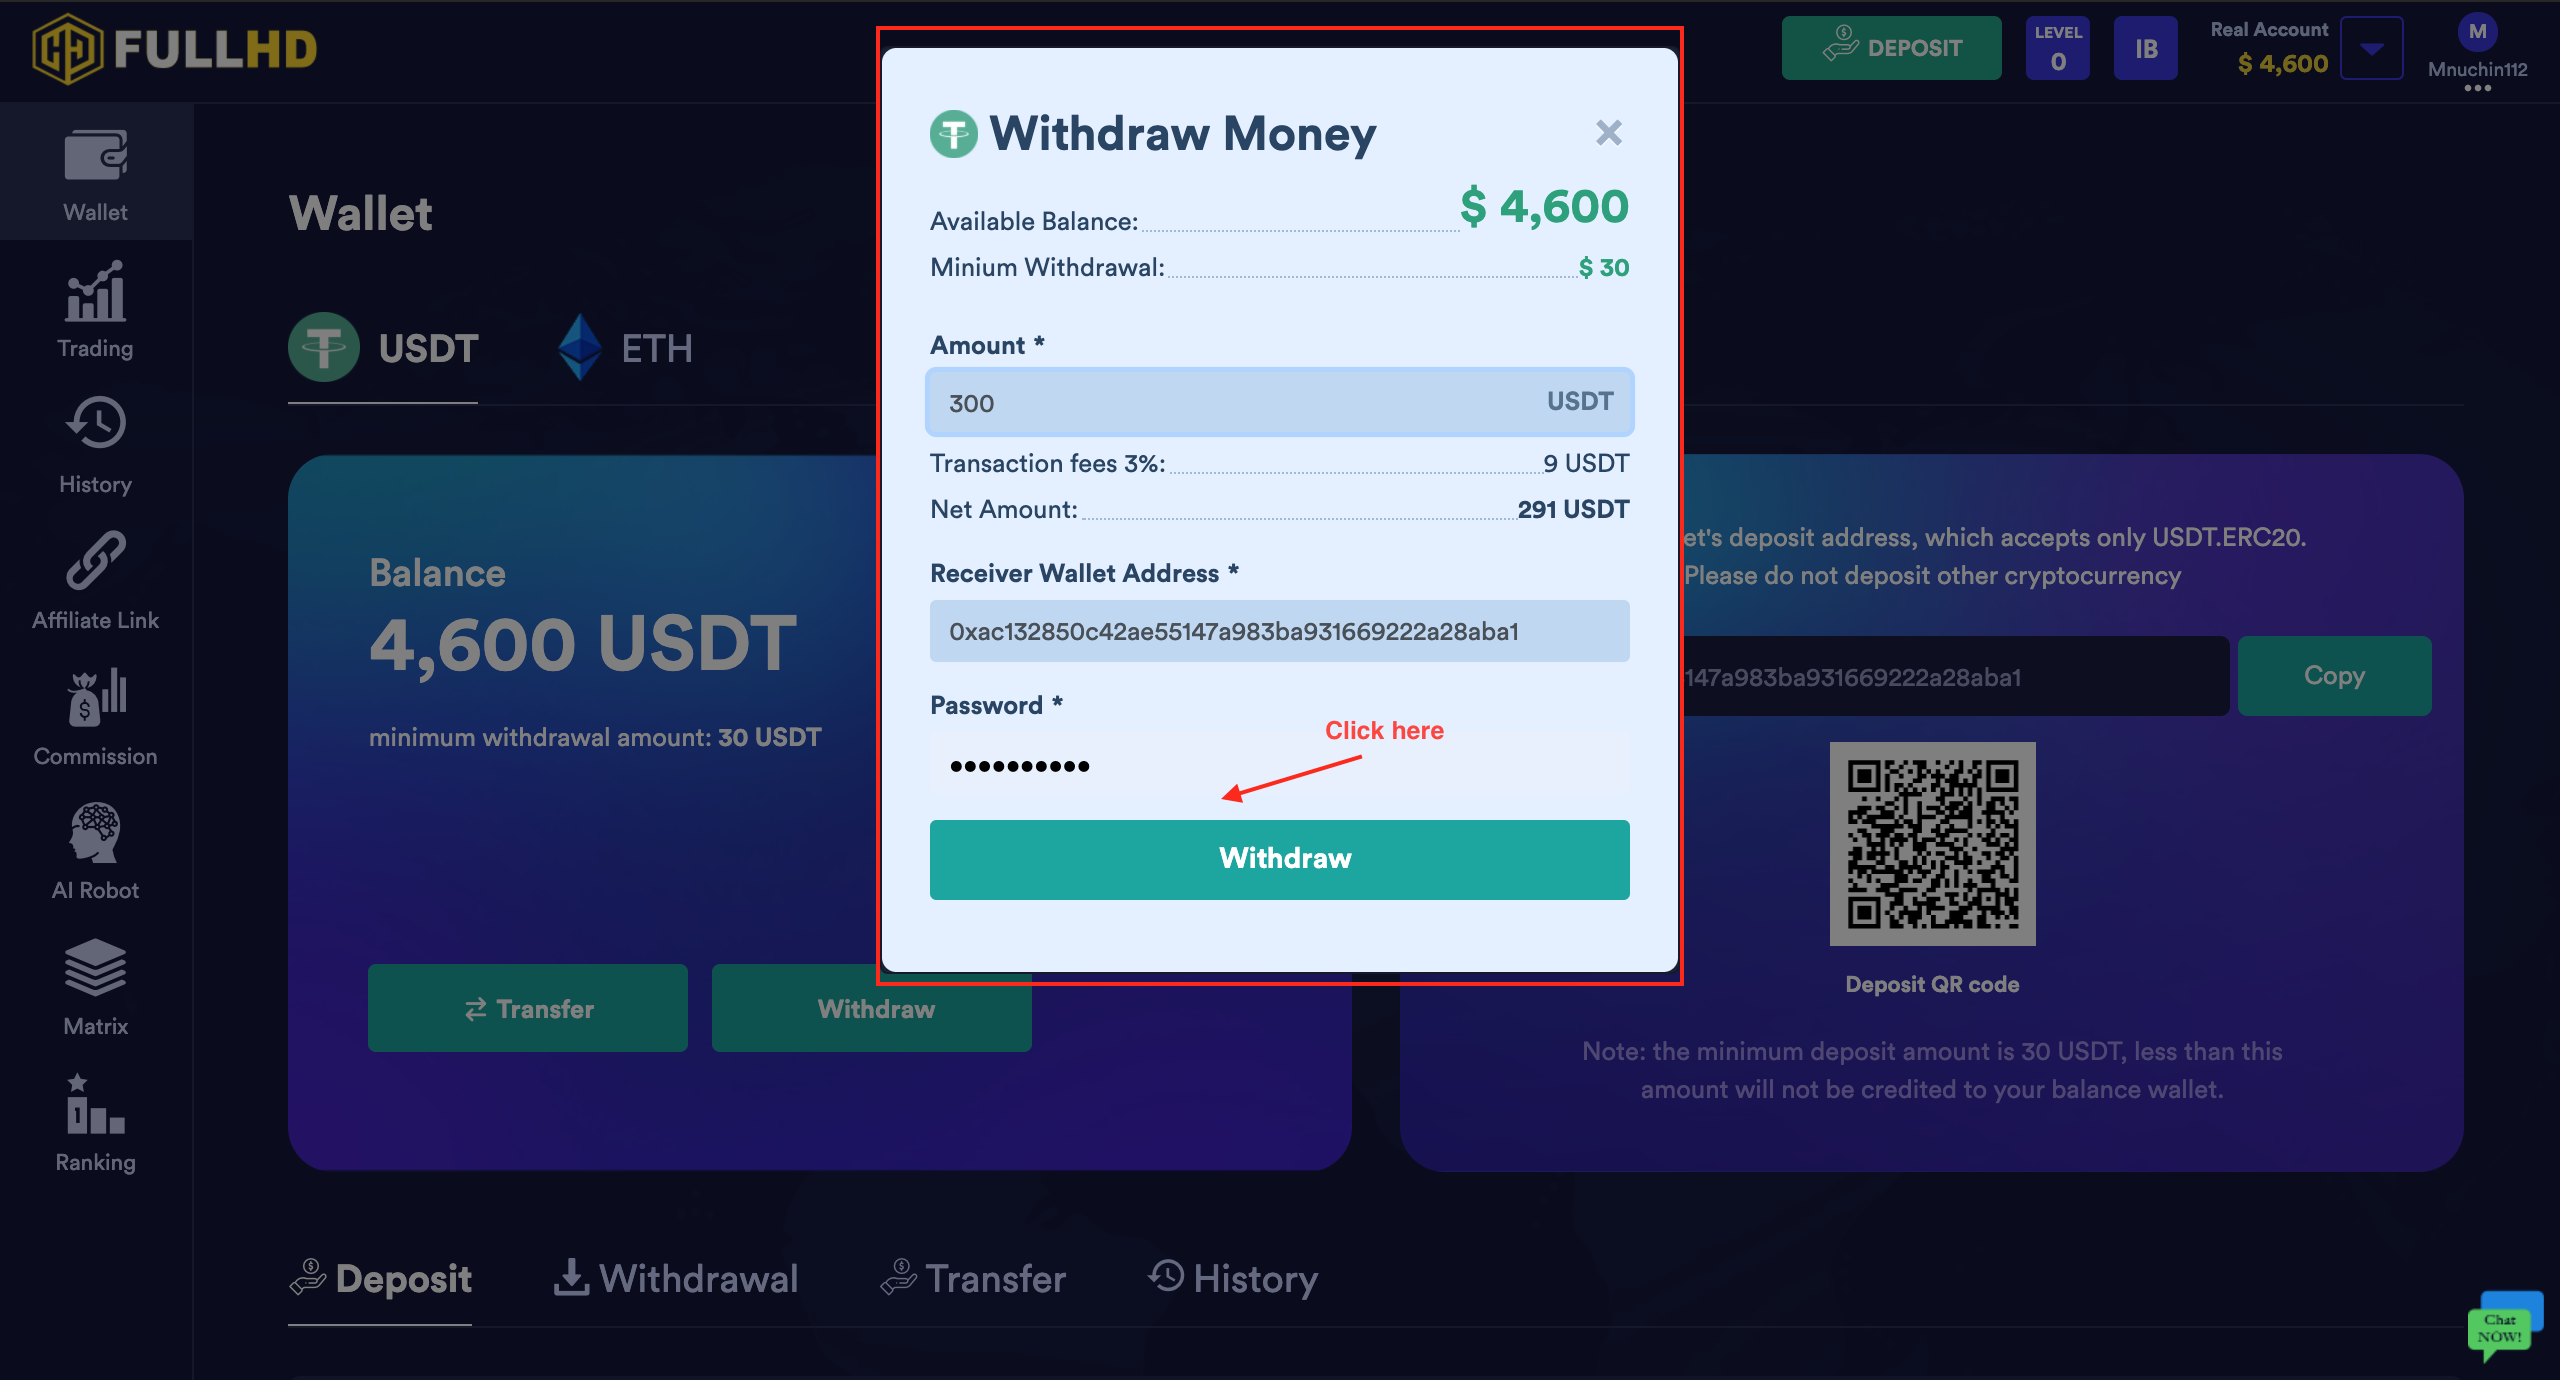 FULLHD
DEPOSIT
LEVEL
0
IB
Real Account
$ 4,600
M
Mnuchin112
Wallet
Trading
History
Affiliate Link
Commission
AI Robot
Matrix
Ranking
Wallet
USDT
ETH
Balance
4,600 USDT
minimum withdrawal amount: 30 USDT
Transfer
Withdraw
Withdraw Money
Available Balance:
$ 4,600
Minium Withdrawal:
$ 30
Amount *
300
USDT
Transaction fees 3%:
9 USDT
Net Amount:
291 USDT
Receiver Wallet Address *
0xac132850c42ae55147a983ba931669222a28aba1
Password *
Click here
••••••••••
Withdraw
et's deposit address, which accepts only USDT.ERC20.
Please do not deposit other cryptocurrency
147a983ba931669222a28aba1
Copy
Deposit QR code
Note: the minimum deposit amount is 30 USDT, less than this
amount will not be credited to your balance wallet.
Deposit
Withdrawal
Transfer
History
Chat
NOW!